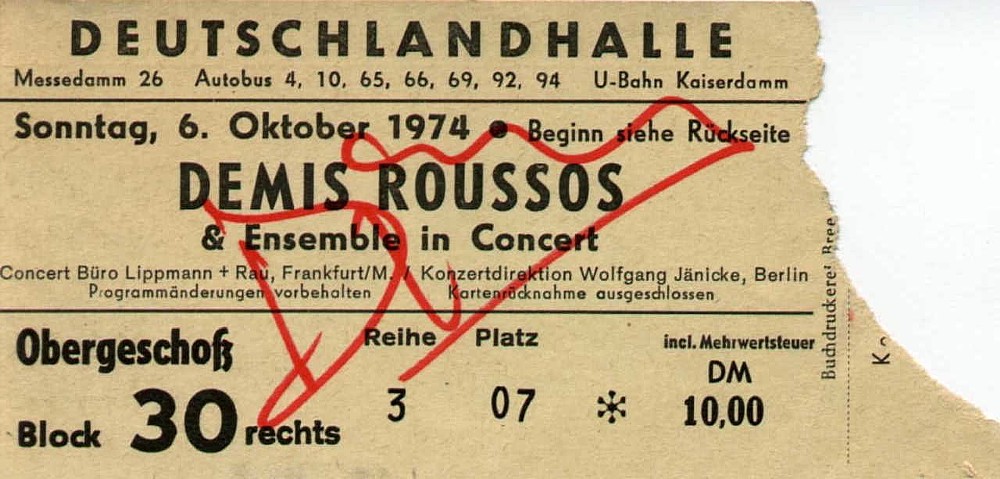 DEUTSCHLANDHALLE
Messedamm 26 Autobus 4, 10, 65, 66, 69, 92, 94 U-Bahn Kaiserdamm
Sonntag, 6. Oktober 1974 ● Beginn siehe Rückseite
DEMIS ROUSSOS
& Ensemble in Concert
Concert Büro Lippmann + Rau, Frankfurt/M. / Konzertdirektion Wolfgang Jänicke, Berlin
Programmänderungen vorbehalten Kartenrücknahme ausgeschlossen
Obergeschoß Reihe Platz incl. Mehrwertsteuer
DM
Block 30 rechts 3 07 * 10,00
Buchdruckerei